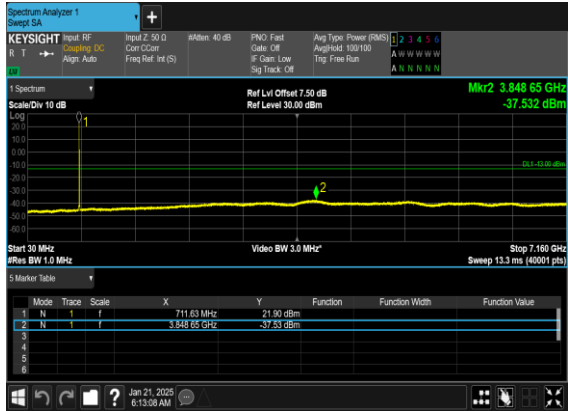 Spectrum Analyzer 1
Swept SA
+
KEYSIGHT Input: RF Input Z: 50 Ω #Atten: 40 dB PNO: Fast Avg Type: Power (RMS) 1 2 3 4 5 6
R T Coupling: DC Corr CCorr Gate: Off Avg|Hold: 100/100 A W W W W W
Align: Auto Freq Ref: Int (S) IF Gain: Low Trig: Free Run
Sig Track: Off A N N N N N
1 Spectrum Ref Lvl Offset 7.50 dB Mkr2 3.848 65 GHz
Scale/Div 10 dB Ref Level 30.00 dBm -37.532 dBm
Log
20.0
10.0
0.00
-10.0
-20.0
-30.0
-40.0
-50.0
-60.0
1
DL1 -13.00 dBm
2
Start 30 MHz Video BW 3.0 MHz* Stop 7.160 GHz
#Res BW 1.0 MHz Sweep 13.3 ms (40001 pts)
5 Marker Table
Mode Trace Scale X Y Function Function Width Function Value
1 N 1 f 711.63 MHz 21.90 dBm
2 N 1 f 3.848 65 GHz -37.53 dBm
3
4
5
6
? Jan 21, 2025
6:13:08 AM